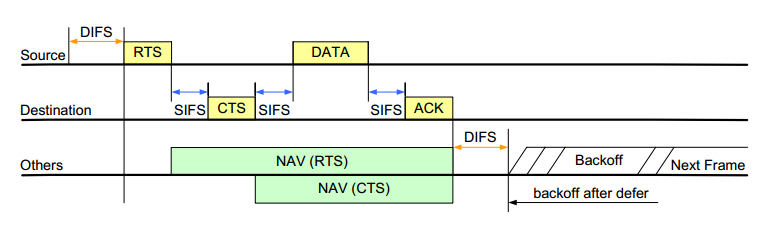 DIFS
Source
RTS
DATA
Destination
SIFS
CTS
SIFS
SIFS
ACK
DIFS
Others
NAV (RTS)
Backoff
Next Frame
NAV (CTS)
backoff after defer